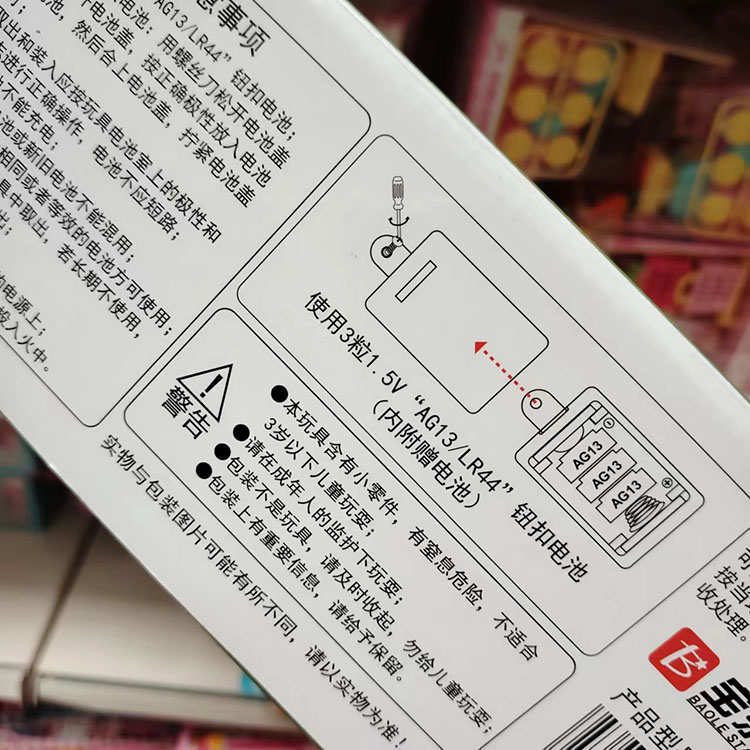 意事项
AG13/LR44”钮扣电池;
电池: 用螺丝刀松开电池盖
电池盖, 按正确极性放入电池
然后合上电池盖, 拧紧电池盖
取出和装入应按玩具电池室上的极性和
进行正确操作, 电池不应短路;
不能充电;
池或新旧电池不能混用;
相同或者等效的电池方可使用;
具中取出, 若长期不使用,
出;
电源上;
投入火中。
使用3粒1.5V “AG13/LR44” 钮扣电池
(内附赠电池)
AG13
AG13
AG13
警告
●本玩具含有小零件, 有窒息危险, 不适合
3岁以下儿童玩耍;
●请在成年人的监护下玩耍;
●包装不是玩具, 请及时收起, 勿给儿童玩耍;
●包装上有重要信息, 请给予保留。
实物与包装图片可能有所不同, 请以实物为准!
可
按当
收处理。
B
宝
BAOLE S
产品型